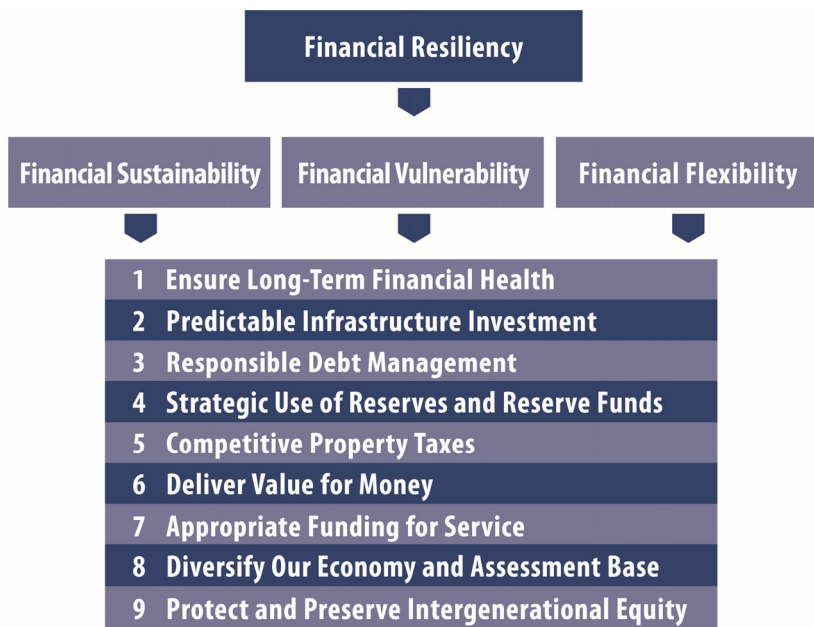 Financial Resiliency
Financial Sustainability
Financial Vulnerability
Financial Flexibility
1 Ensure Long-Term Financial Health
2 Predictable Infrastructure Investment
3 Responsible Debt Management
4 Strategic Use of Reserves and Reserve Funds
5 Competitive Property Taxes
6 Deliver Value for Money
7 Appropriate Funding for Service
8 Diversify Our Economy and Assessment Base
9 Protect and Preserve Intergenerational Equity